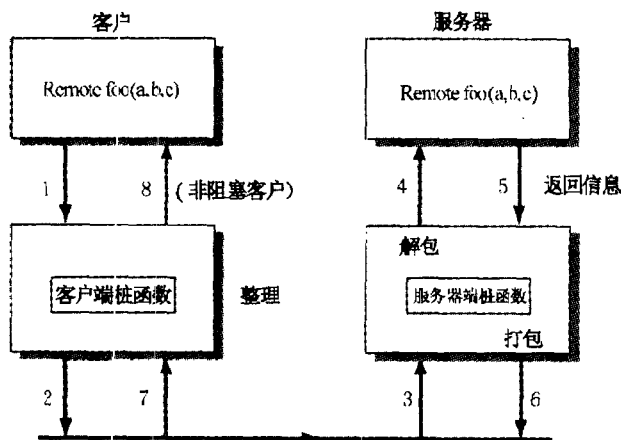 客户
服务器
Remote foo(a.b.c)
Remote foo(a,b,c)
1
8
(非阻塞客户)
4
5
返回信息
解包
客户端桩函数
整理
服务器端桩函数
打包
2
7
3
6